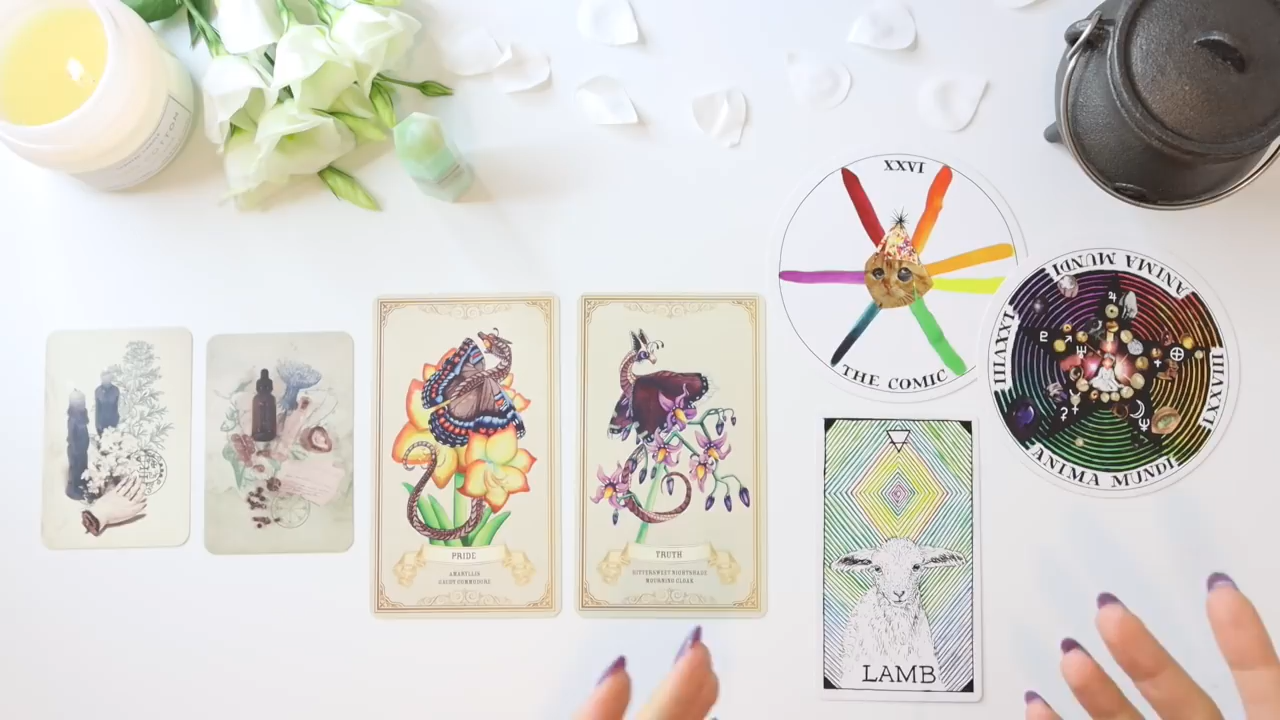 XXVI
THE COMIC
ANIMA MUNDI
LXXVIII
LXXVIII
ANIMA MUNDI
PRIDE
AMARYLLIS
TRUTH
BITTERSWEET NIGHTSHADE
MOURNING CLOAK
LAMB